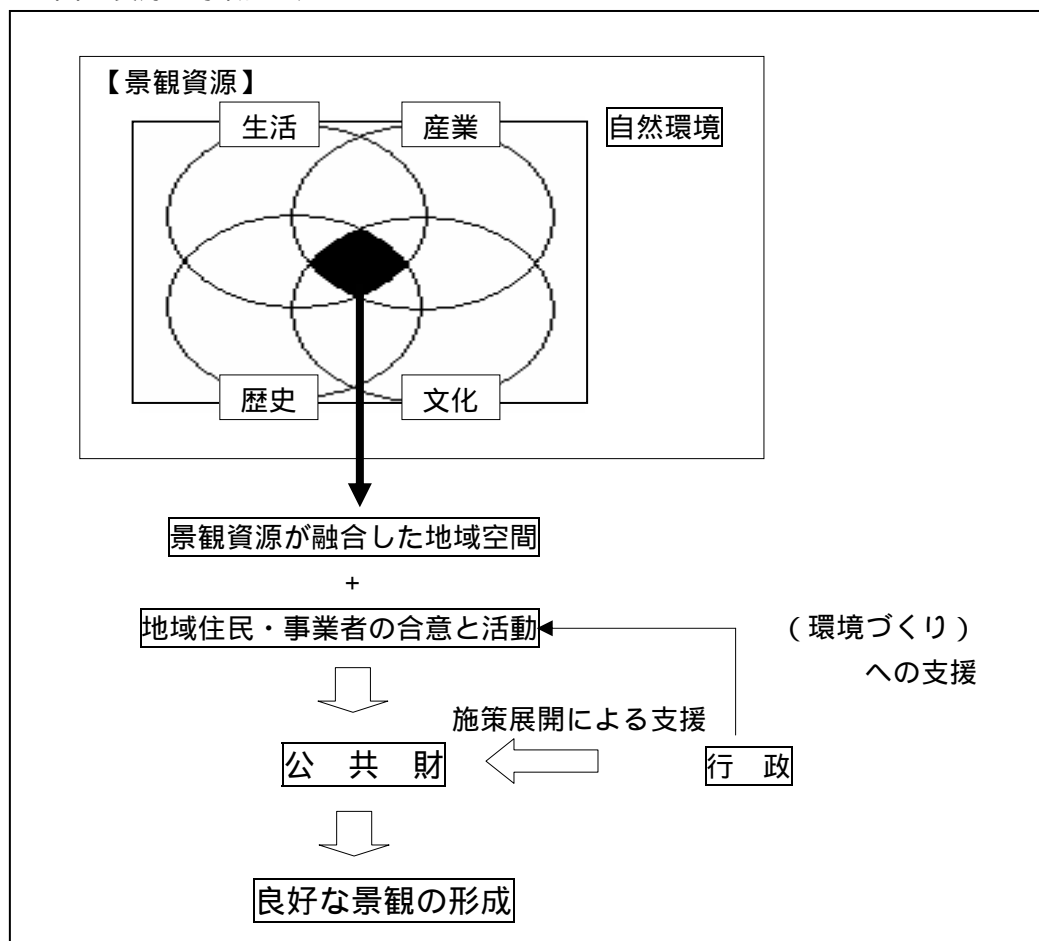 【景観資源】
生活
産業
自然環境
歴史
文化
景観資源が融合した地域空間
+
地域住民・事業者の合意と活動
（環境づくり）
への支援
施策展開による支援
公　共　財
行　政
良好な景観の形成